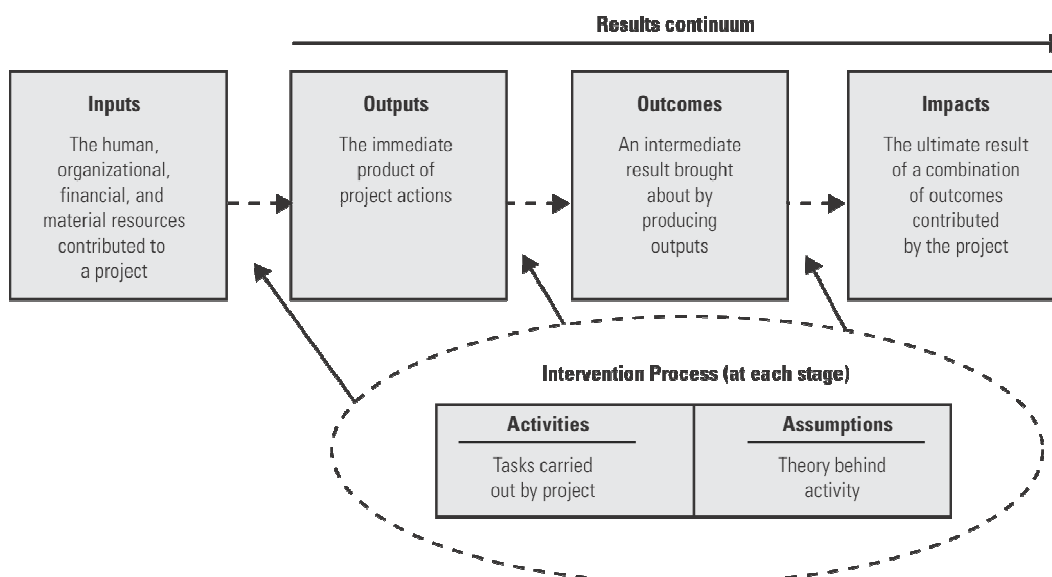 Results continuum
Inputs
The human,
organizational,
financial, and
material resources
contributed to
a project
Outputs
The immediate
product of
project actions
Outcomes
An intermediate
result brought
about by
producing
outputs
Impacts
The ultimate result
of a combination
of outcomes
contributed
by the project
Intervention Process (at each stage)
Activities
Tasks carried
out by project
Assumptions
Theory behind
activity